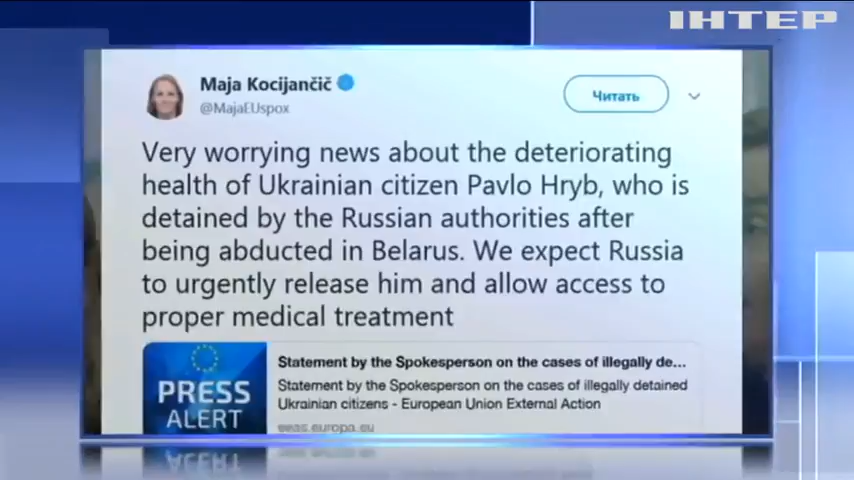 ІНТЕР
Maja Kocijančič
@MajaEUspox
Читать
Very worrying news about the deteriorating
health of Ukrainian citizen Pavlo Hryb, who is
detained by the Russian authorities after
being abducted in Belarus. We expect Russia
to urgently release him and allow access to
proper medical treatment
PRESS
ALERT
Statement by the Spokesperson on the cases of illegally de...
Statement by the Spokesperson on the cases of illegally detained
Ukrainian citizens - European Union External Action
eeas.europa.eu